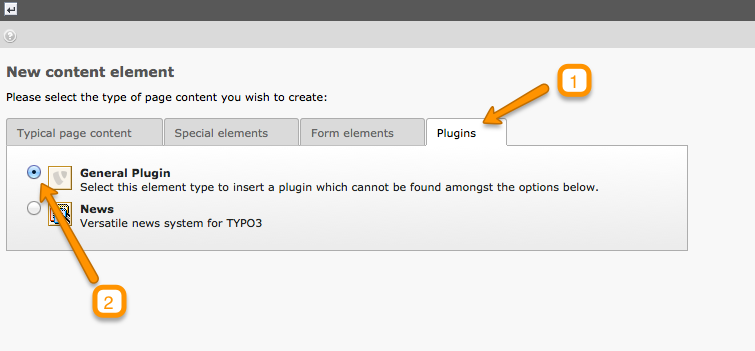 New content element
Please select the type of page content you wish to create:
1
Typical page content Special elements Form elements Plugins
General Plugin
Select this element type to insert a plugin which cannot be found amongst the options below.
News
Versatile news system for TYPO3
2